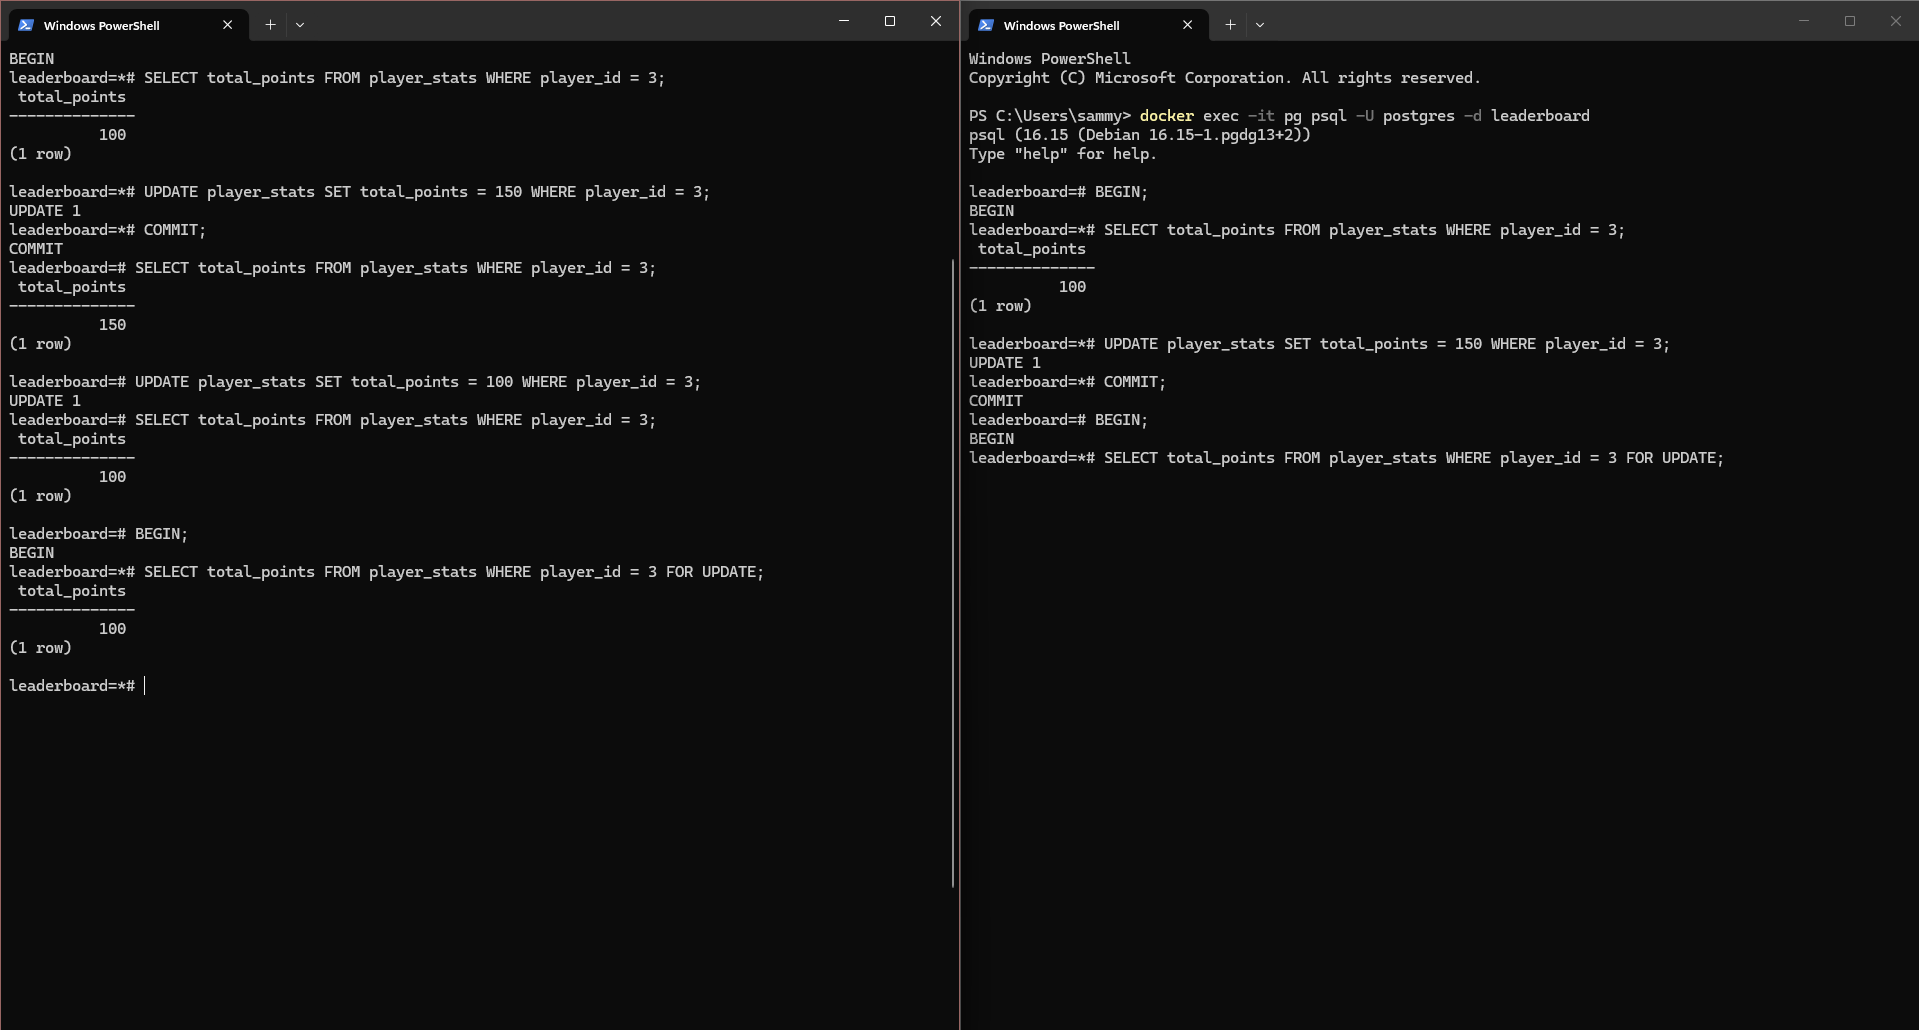 Windows PowerShell
BEGIN
leaderboard=*# SELECT total_points FROM player_stats WHERE player_id = 3;
 total_points
--------------
          100
(1 row)

leaderboard=*# UPDATE player_stats SET total_points = 150 WHERE player_id = 3;
UPDATE 1
leaderboard=*# COMMIT;
COMMIT
leaderboard=# SELECT total_points FROM player_stats WHERE player_id = 3;
 total_points
--------------
          150
(1 row)

leaderboard=# UPDATE player_stats SET total_points = 100 WHERE player_id = 3;
UPDATE 1
leaderboard=# SELECT total_points FROM player_stats WHERE player_id = 3;
 total_points
--------------
          100
(1 row)

leaderboard=# BEGIN;
BEGIN
leaderboard=*# SELECT total_points FROM player_stats WHERE player_id = 3 FOR UPDATE;
 total_points
--------------
          100
(1 row)

leaderboard=*#
Windows PowerShell
Windows PowerShell
Copyright (C) Microsoft Corporation. All rights reserved.

PS C:\Users\sammy> docker exec -it pg psql -U postgres -d leaderboard
psql (16.15 (Debian 16.15-1.pgdg13+2))
Type "help" for help.

leaderboard=# BEGIN;
BEGIN
leaderboard=*# SELECT total_points FROM player_stats WHERE player_id = 3;
 total_points
--------------
          100
(1 row)

leaderboard=*# UPDATE player_stats SET total_points = 150 WHERE player_id = 3;
UPDATE 1
leaderboard=*# COMMIT;
COMMIT
leaderboard=# BEGIN;
BEGIN
leaderboard=*# SELECT total_points FROM player_stats WHERE player_id = 3 FOR UPDATE;